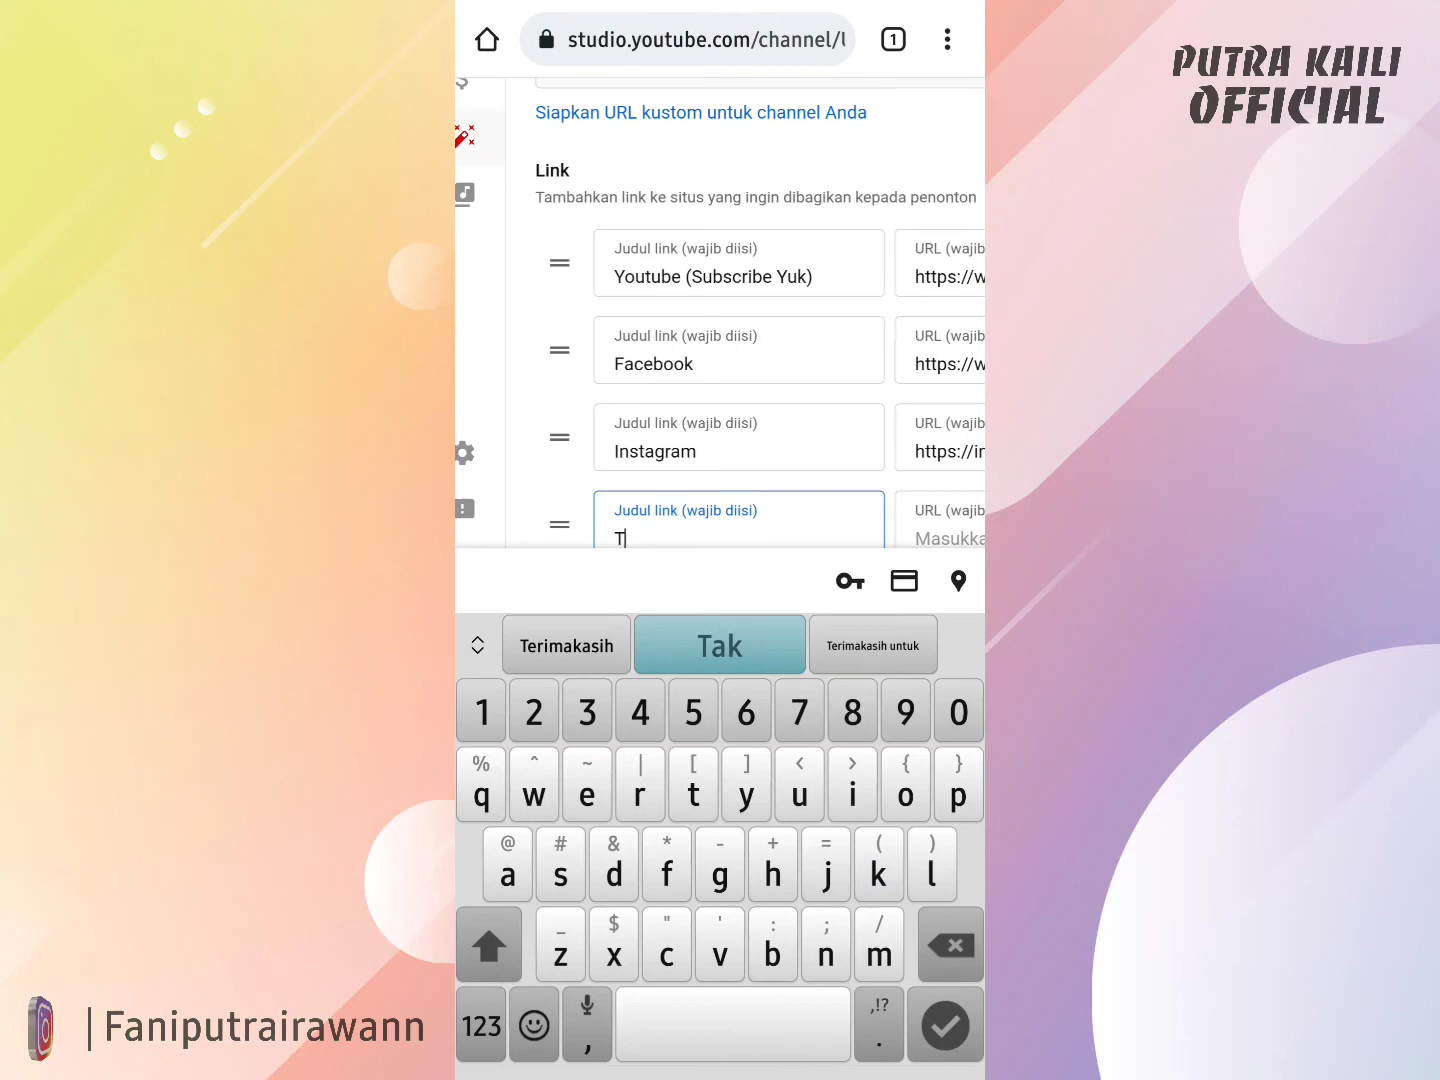 studio.youtube.com/channel/U
1
PUTRA KAILI
OFFICIAL
Siapkan URL kustom untuk channel Anda
Link
Tambahkan link ke situs yang ingin dibagikan kepada penonton
Judul link (wajib diisi)
URL (wajib
Youtube (Subscribe Yuk)
https://w
Judul link (wajib diisi)
URL (wajib
Facebook
https://w
Judul link (wajib diisi)
URL (wajib
Instagram
https://in
Judul link (wajib diisi)
URL (wajib
T
Masukka
Terimakasih
Tak
Terimakasih untuk
1 2 3 4 5 6 7 8 9 0
% ^ ~ | [ ] < > { }
q w e r t y u i o p
@ # & * - + = ( )
a s d f g h j k l
_ $ " ' : ; /
z x c v b n m
,!?
123 , .
| Faniputrairawann